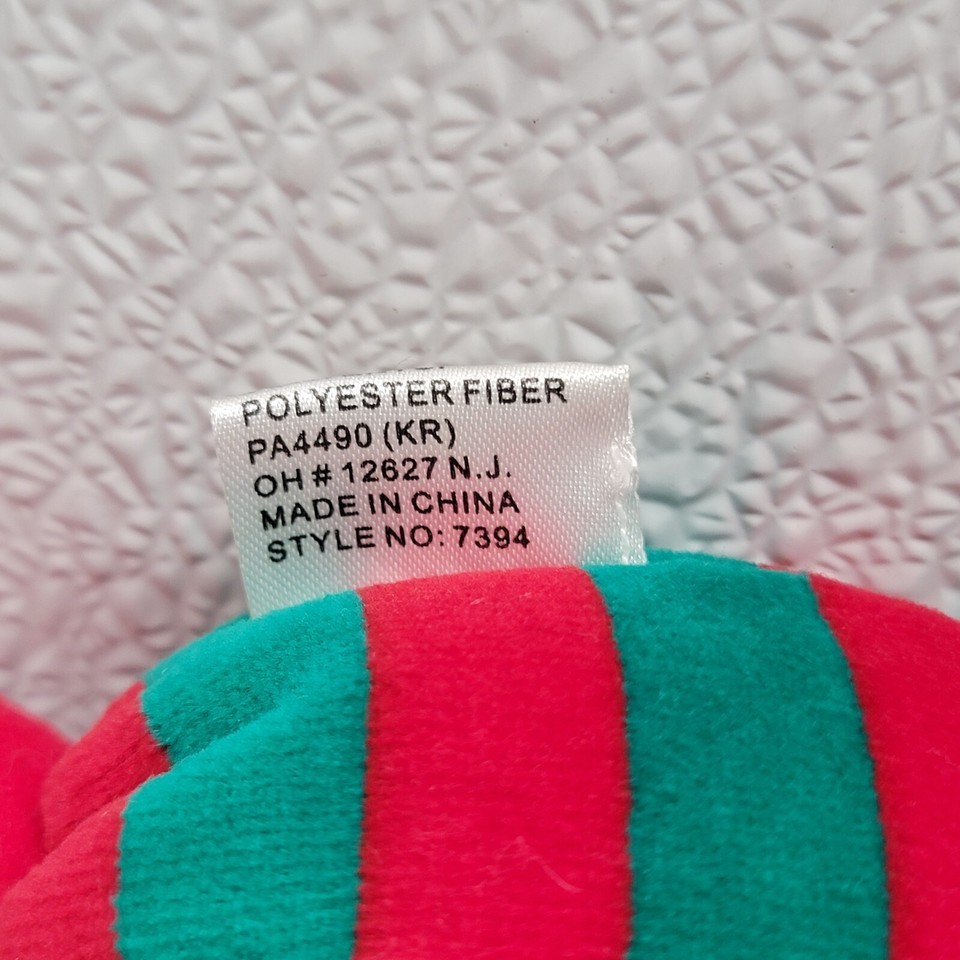 POLYESTER FIBER
PA4490 (KR)
OH # 12627 N.J.
MADE IN CHINA
STYLE NO: 7394